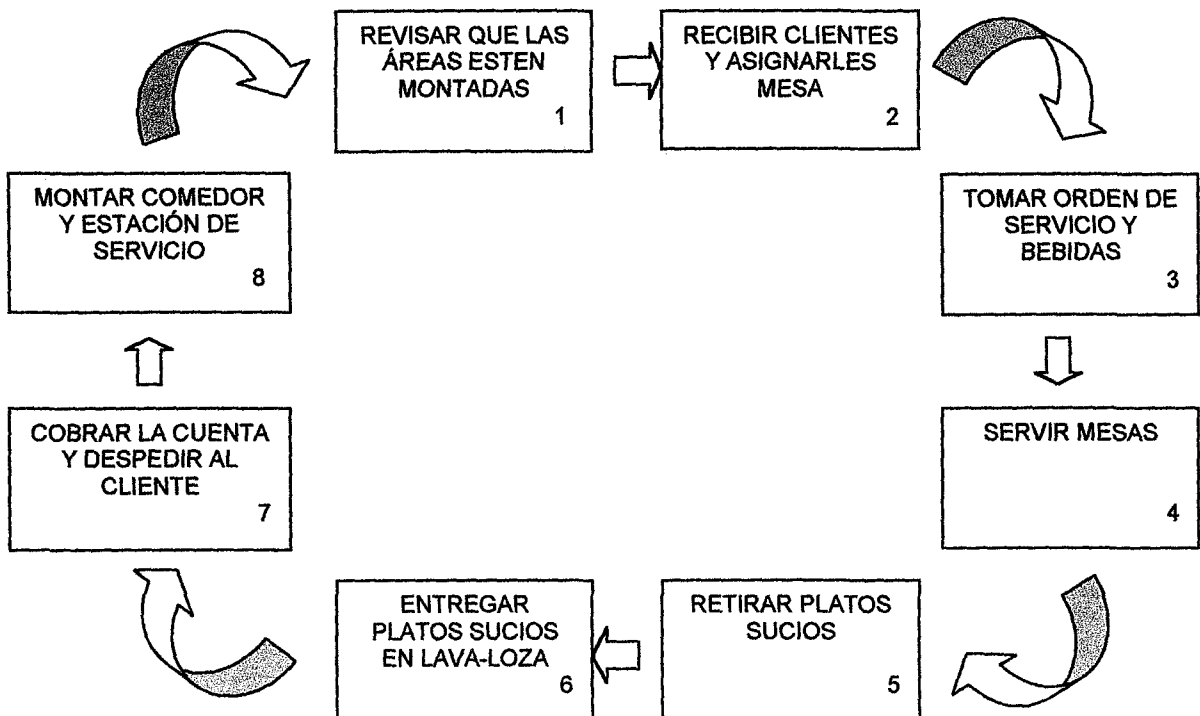 REVISAR QUE LAS
ÁREAS ESTEN
MONTADAS
1
RECIBIR CLIENTES
Y ASIGNARLES
MESA
2
TOMAR ORDEN DE
SERVICIO Y
BEBIDAS
3
SERVIR MESAS
4
RETIRAR PLATOS
SUCIOS
5
ENTREGAR
PLATOS SUCIOS
EN LAVA-LOZA
6
COBRAR LA CUENTA
Y DESPEDIR AL
CLIENTE
7
MONTAR COMEDOR
Y ESTACIÓN DE
SERVICIO
8